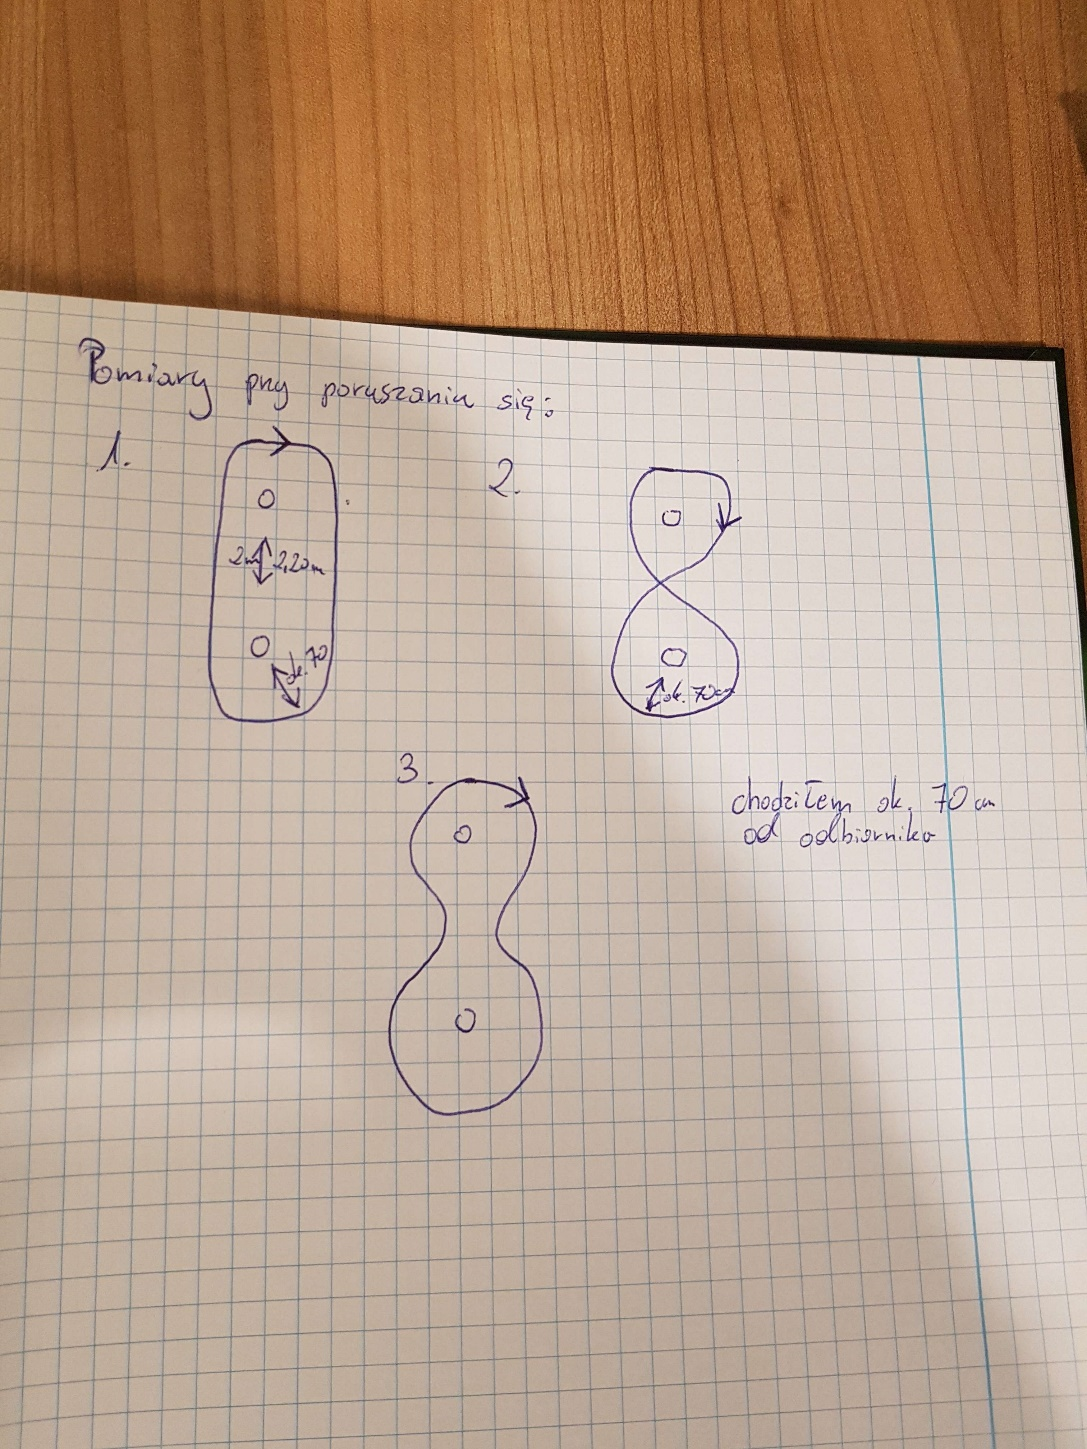 Pomiary przy poruszaniu się:
1.
2m 2,20m
ok. 70
2.
ok. 70cm
3.
chodziłem ok. 70 cm
od odbiornika